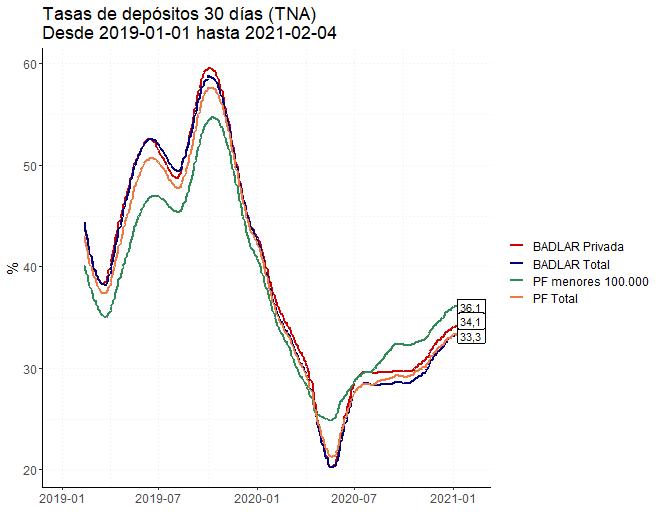 Tasas de depósitos 30 días (TNA)
Desde 2019-01-01 hasta 2021-02-04
60
50
40
30
20
%
2019-01
2019-07
2020-01
2020-07
2021-01
36,1
34,1
33,3
BADLAR Privada
BADLAR Total
PF menores 100.000
PF Total